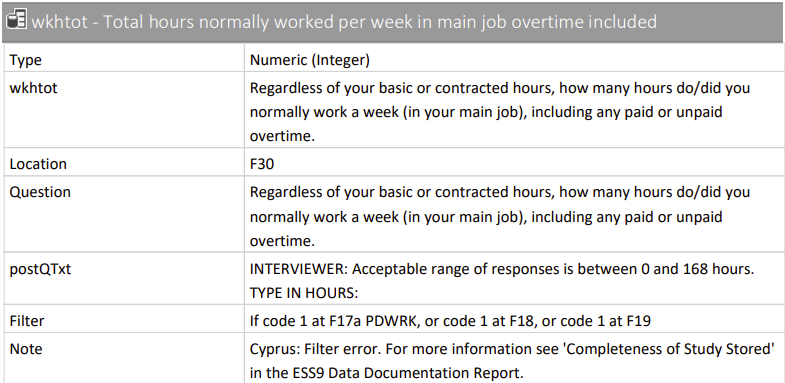 wkhtot - Total hours normally worked per week in main job overtime included
Type Numeric (Integer)
wkhtot Regardless of your basic or contracted hours, how many hours do/did you
normally work a week (in your main job), including any paid or unpaid
overtime.
Location F30
Question Regardless of your basic or contracted hours, how many hours do/did you
normally work a week (in your main job), including any paid or unpaid
overtime.
postQTxt INTERVIEWER: Acceptable range of responses is between 0 and 168 hours.
TYPE IN HOURS:
Filter If code 1 at F17a PDWRK, or code 1 at F18, or code 1 at F19
Note Cyprus: Filter error. For more information see 'Completeness of Study Stored'
in the ESS9 Data Documentation Report.